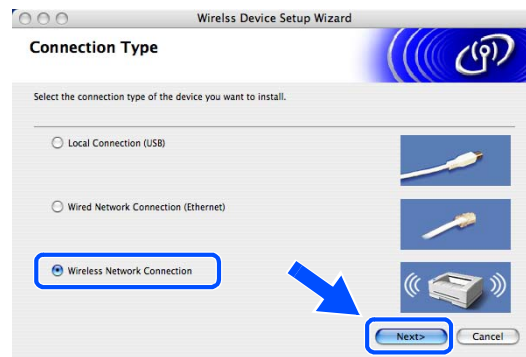 Wirelss Device Setup Wizard
Connection Type
Select the connection type of the device you want to install.
Local Connection (USB)
Wired Network Connection (Ethernet)
Wireless Network Connection
Next> Cancel